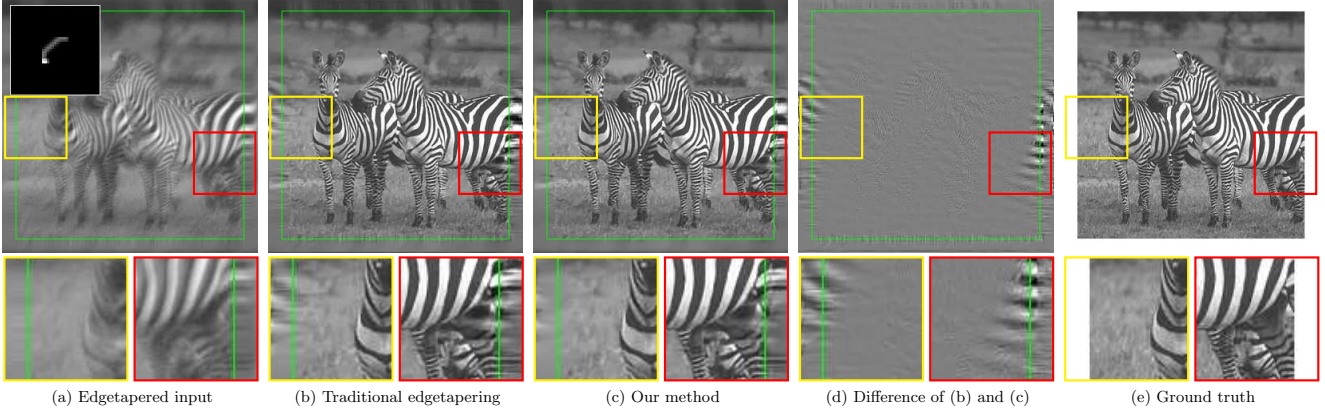 (a) Edgetapered input
(b) Traditional edgetapering
(c) Our method
(d) Difference of (b) and (c)
(e) Ground truth